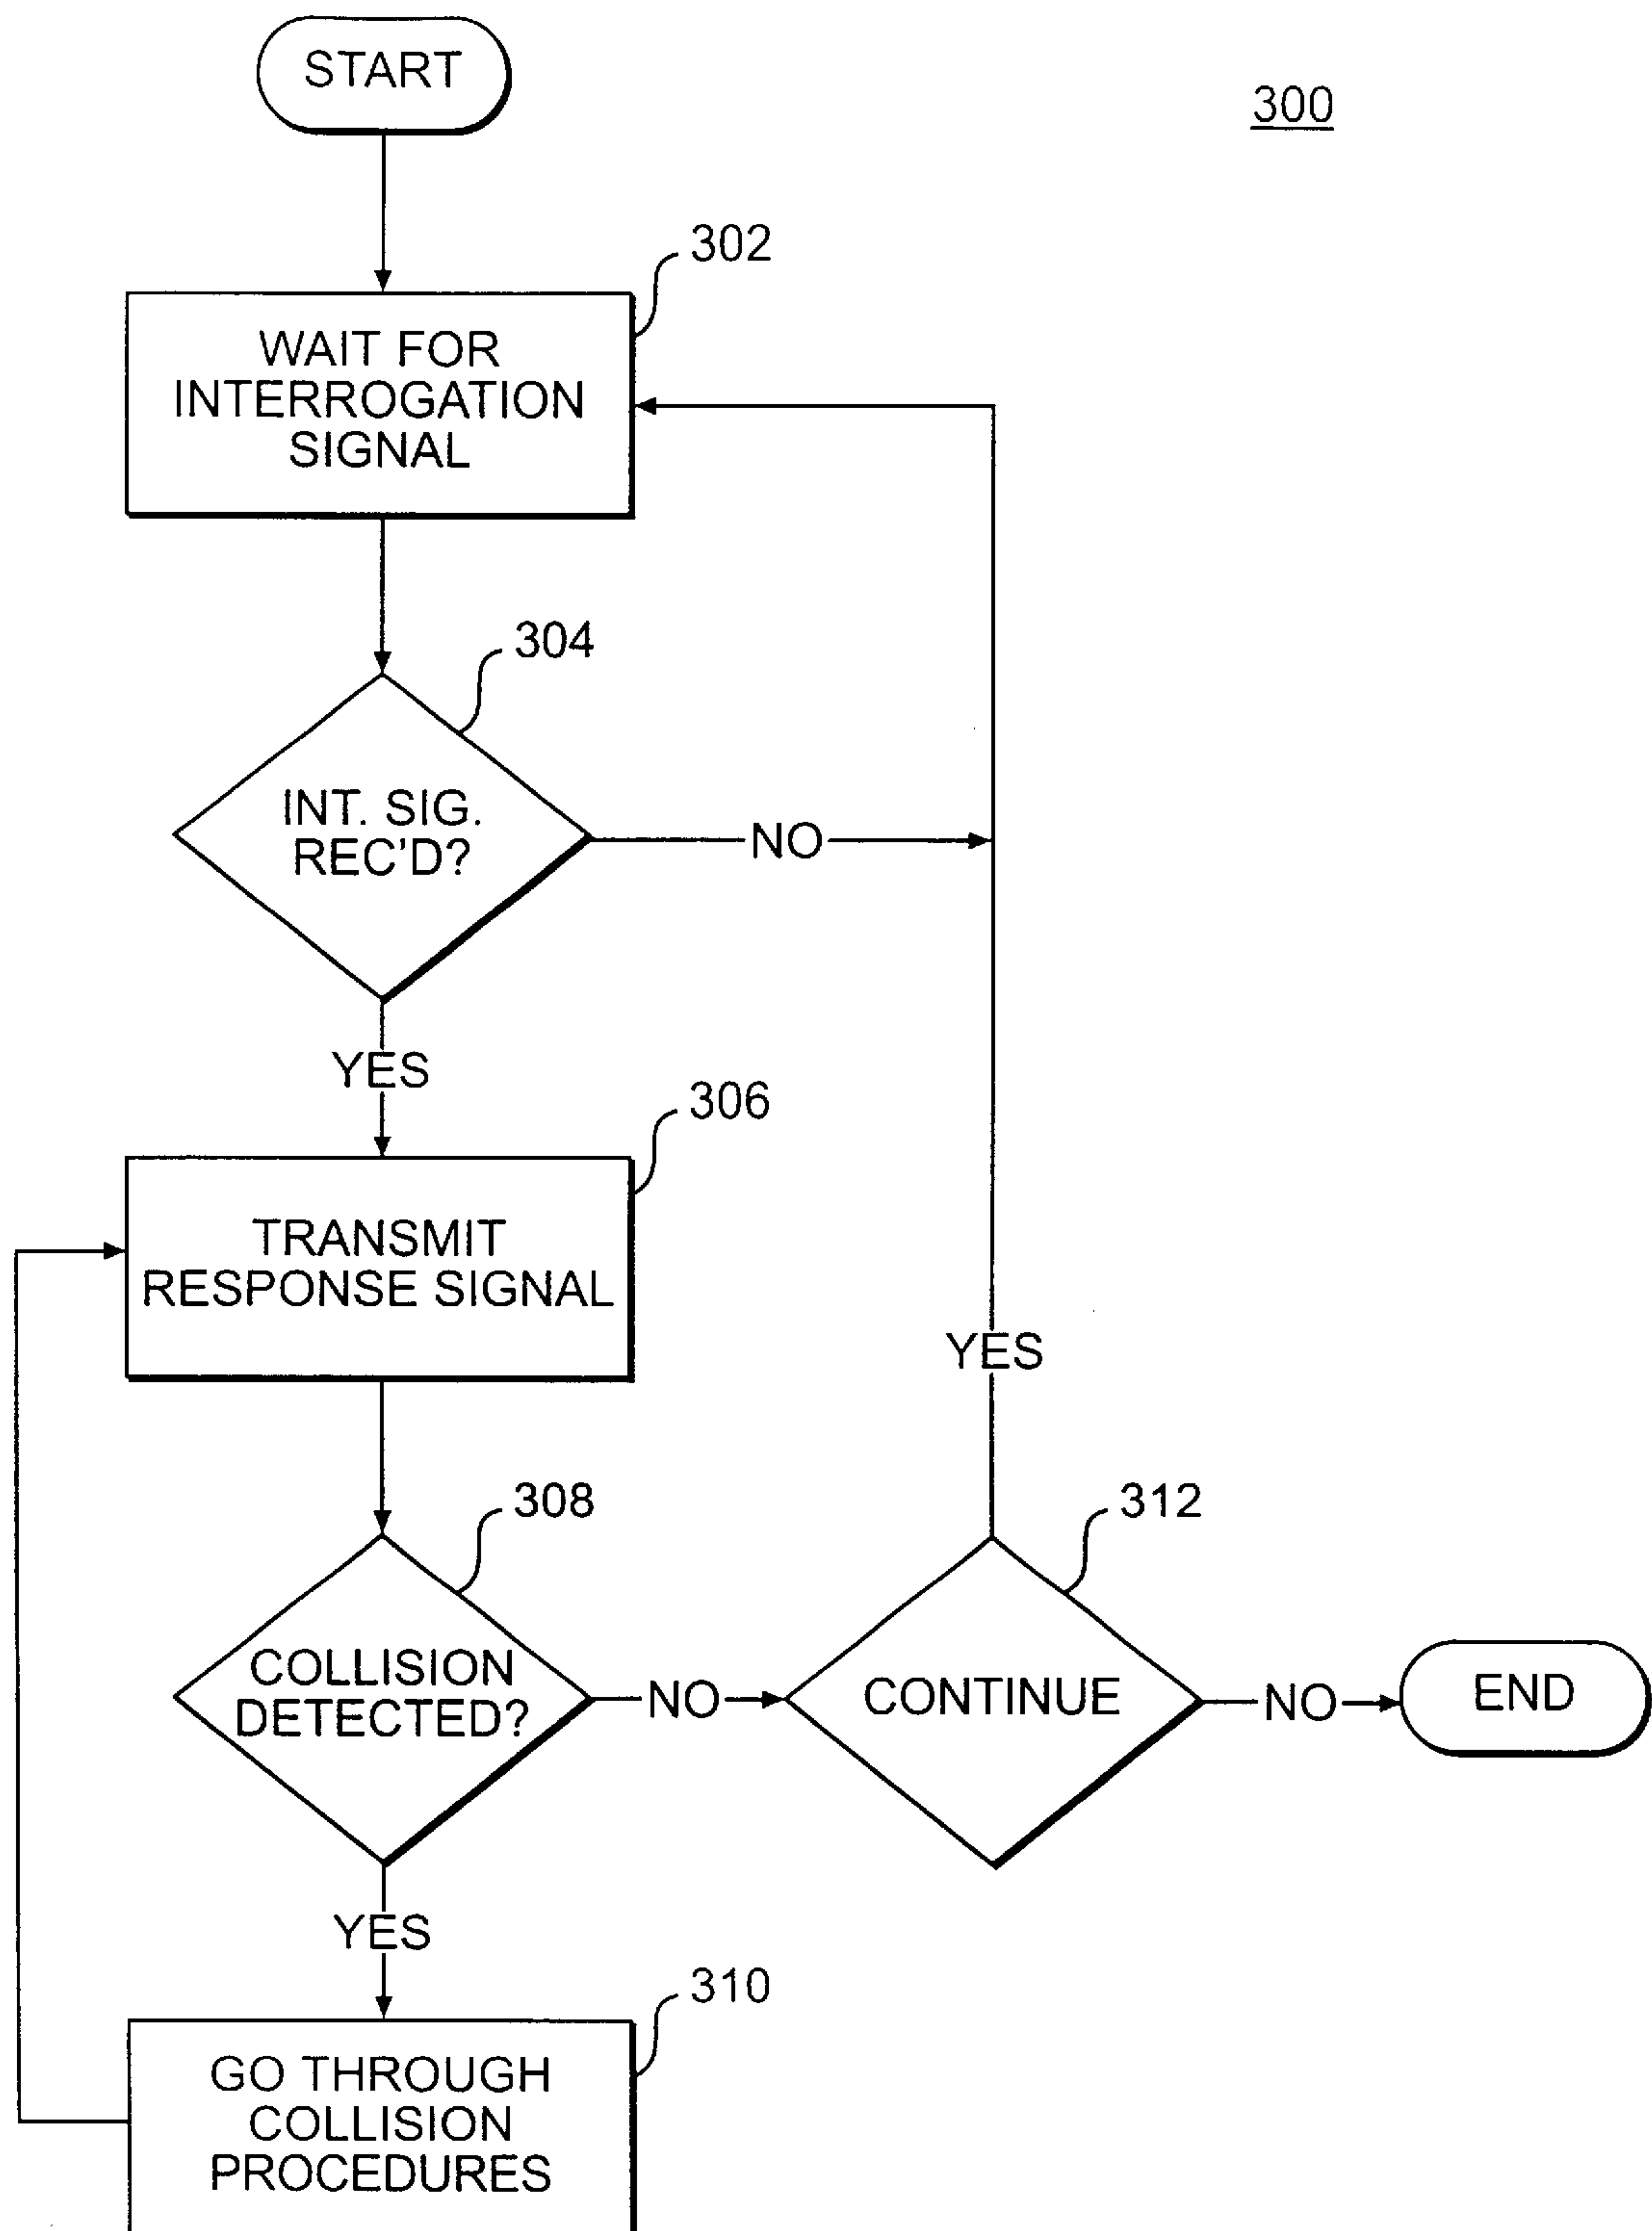 START
300
302
WAIT FOR
INTERROGATION
SIGNAL
304
INT. SIG.
REC'D?
NO
YES
306
TRANSMIT
RESPONSE SIGNAL
YES
308
312
COLLISION
DETECTED?
NO
CONTINUE
NO
END
YES
310
GO THROUGH
COLLISION
PROCEDURES